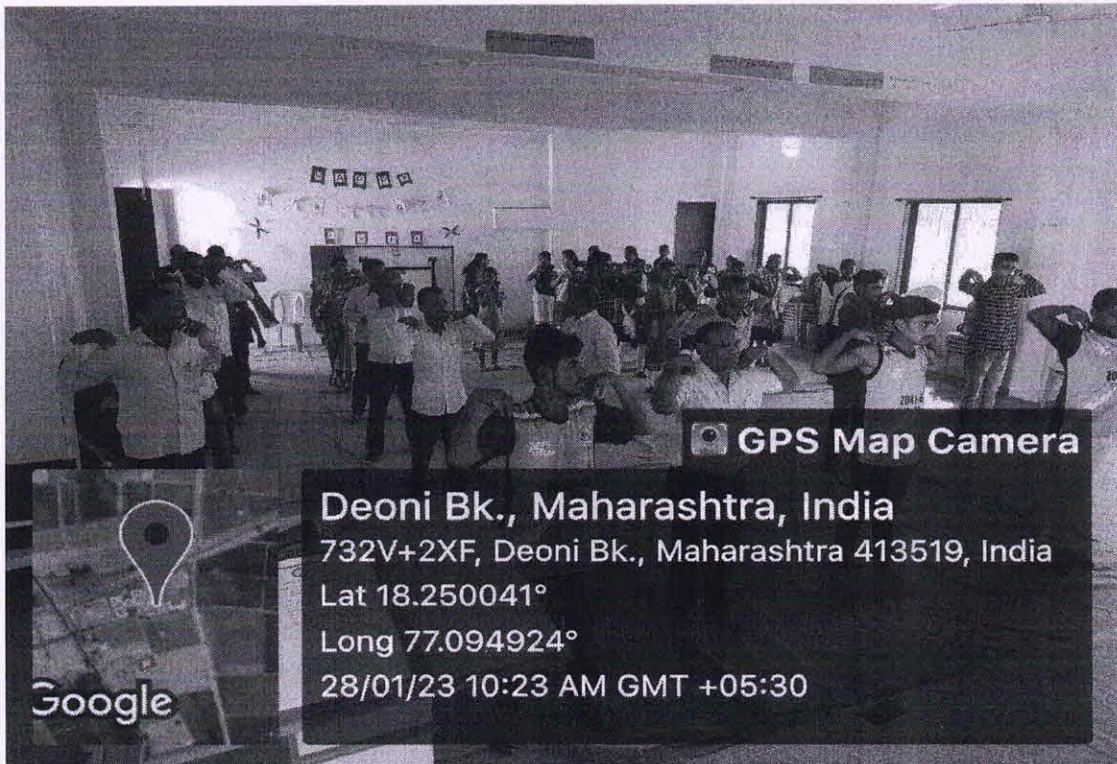 GPS Map Camera
Deoni Bk., Maharashtra, India
732V+2XF, Deoni Bk., Maharashtra 413519, India
Lat 18.250041°
Long 77.094924°
28/01/23 10:23 AM GMT +05:30
Google